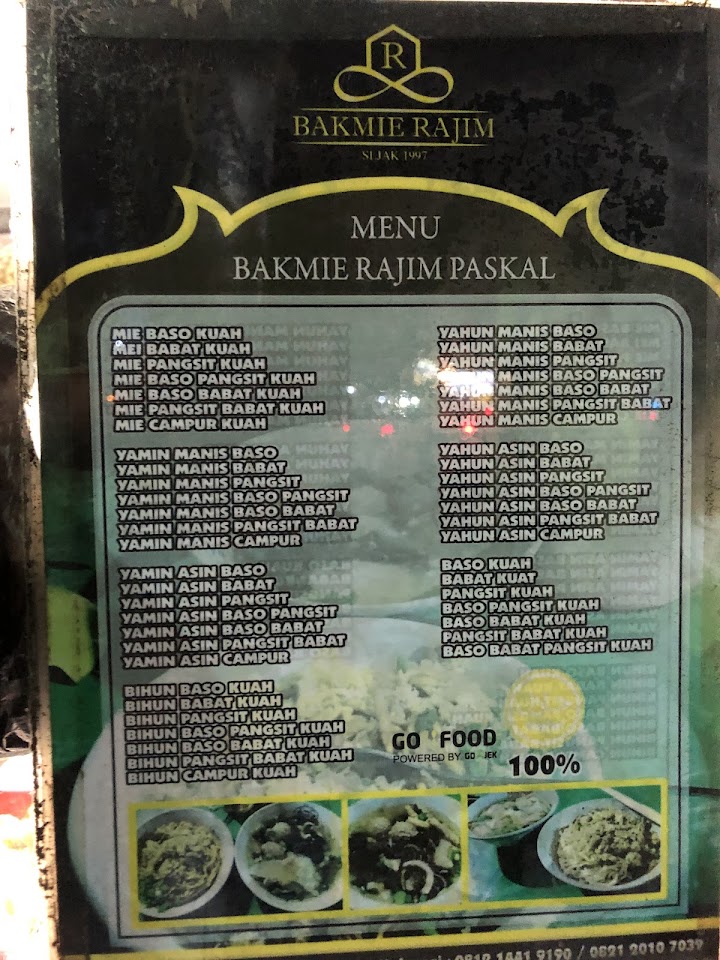 R
BAKMIE RAJIM
SIJAK 1997
MENU
BAKMIE RAJIM PASKAL
MIE BASO KUAH
MEI BABAT KUAH
MIE PANGSIT KUAH
MIE BASO PANGSIT KUAH
MIE BASO BABAT KUAH
MIE PANGSIT BABAT KUAH
MIE CAMPUR KUAH
YAMIN MANIS BASO
YAMIN MANIS BABAT
YAMIN MANIS PANGSIT
YAMIN MANIS BASO PANGSIT
YAMIN MANIS BASO BABAT
YAMIN MANIS PANGSIT BABAT
YAMIN MANIS CAMPUR
YAMIN ASIN BASO
YAMIN ASIN BABAT
YAMIN ASIN PANGSIT
YAMIN ASIN BASO PANGSIT
YAMIN ASIN BASO BABAT
YAMIN ASIN PANGSIT BABAT
YAMIN ASIN CAMPUR
BIHUN BASO KUAH
BIHUN BABAT KUAH
BIHUN PANGSIT KUAH
BIHUN BASO PANGSIT KUAH
BIHUN BASO BABAT KUAH
BIHUN PANGSIT BABAT KUAH
BIHUN CAMPUR KUAH
YAHUN MANIS BASO
YAHUN MANIS BABAT
YAHUN MANIS PANGSIT
YAHUN MANIS BASO PANGSIT
YAHUN MANIS BASO BABAT
YAHUN MANIS PANGSIT BABAT
YAHUN MANIS CAMPUR
YAHUN ASIN BASO
YAHUN ASIN BABAT
YAHUN ASIN PANGSIT
YAHUN ASIN BASO PANGSIT
YAHUN ASIN BASO BABAT
YAHUN ASIN PANGSIT BABAT
YAHUN ASIN CAMPUR
BASO KUAH
BABAT KUAT
PANGSIT KUAH
BASO PANGSIT KUAH
BASO BABAT KUAH
PANGSIT BABAT KUAH
BASO BABAT PANGSIT KUAH
GO FOOD
POWERED BY GO JEK
100%
0812 1441 9190 / 0821 2010 7039